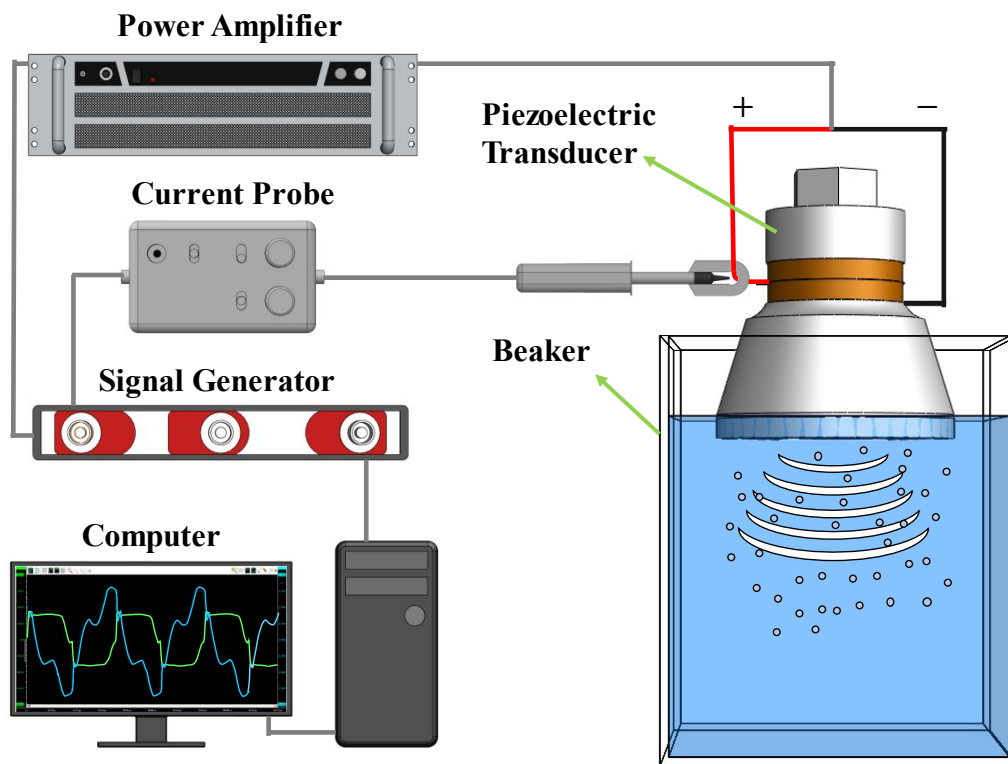 Power Amplifier
+
−
Piezoelectric
Transducer
Current Probe
Beaker
Signal Generator
Computer